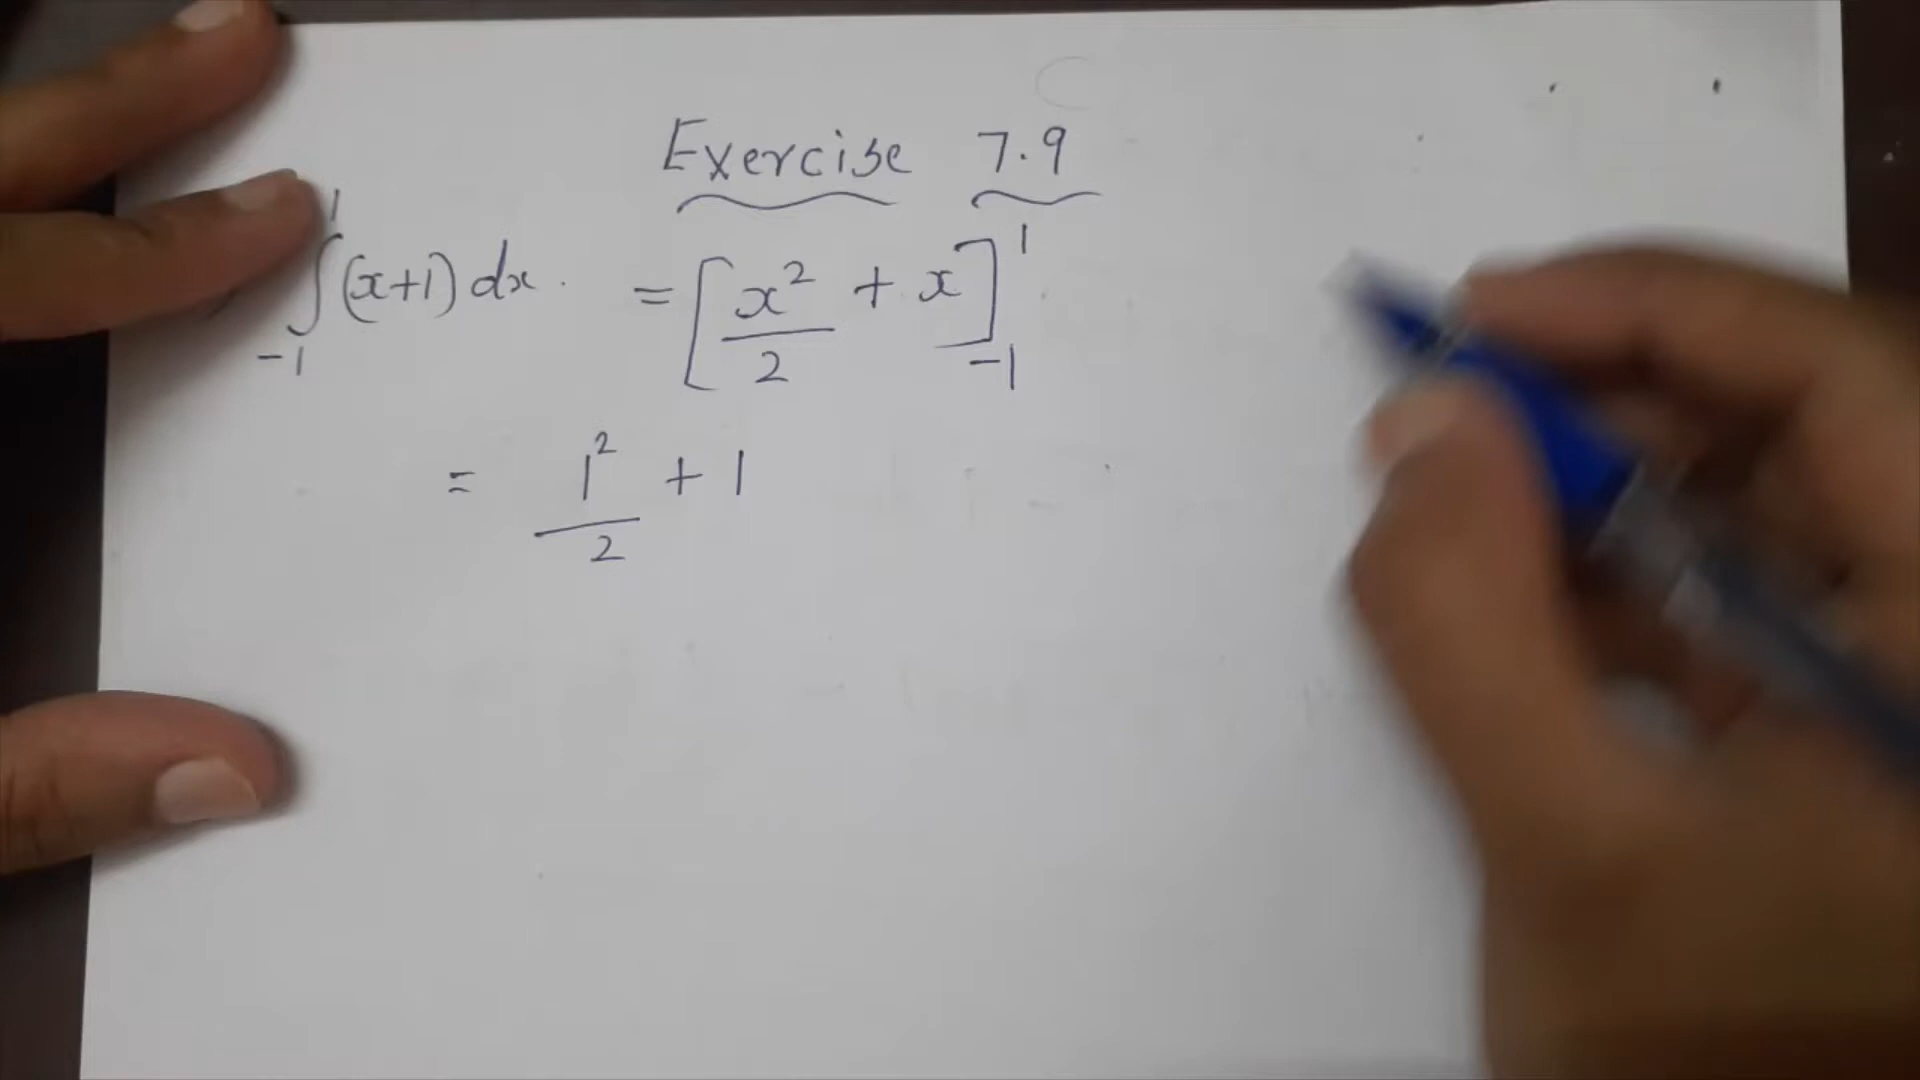 Exercise 7.9
∫_{-1}^{1} (x+1) dx. = [x²/2 + x]_{-1}^{1}
= 1²/2 + 1